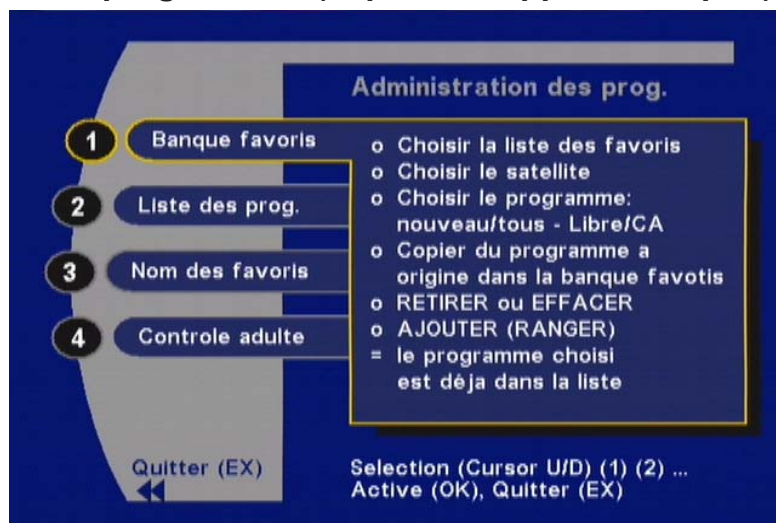 Administration des prog.
1 Banque favoris
2 Liste des prog.
3 Nom des favoris
4 Controle adulte
o Choisir la liste des favoris
o Choisir le satellite
o Choisir le programme:
nouveau/tous - Libre/CA
o Copier du programme a
origine dans la banque favotis
o RETIRER ou EFFACER
o AJOUTER (RANGER)
= le programme choisi
est déja dans la liste
Quitter (EX)
Selection (Cursor U/D) (1) (2) ...
Active (OK), Quitter (EX)